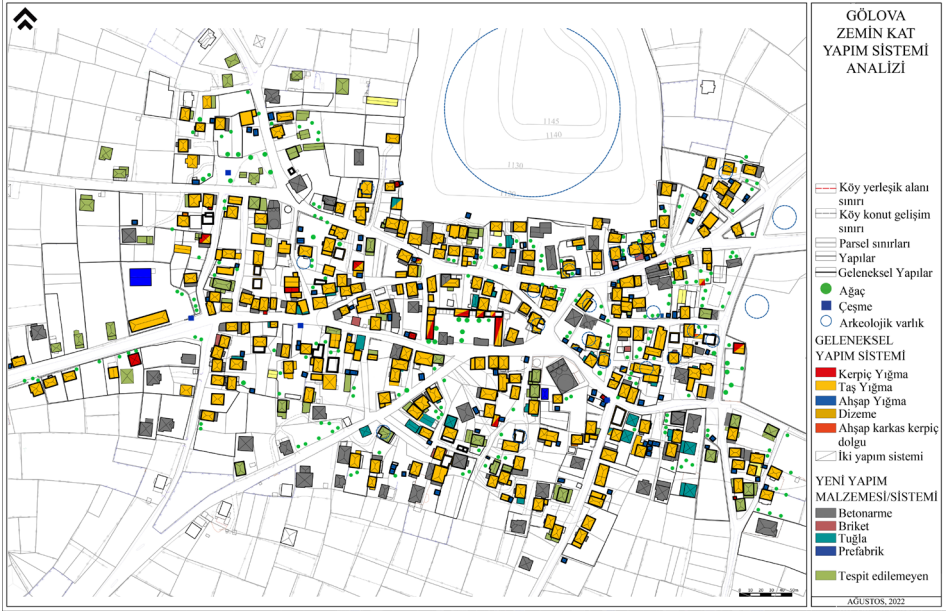 GÖLOVA
ZEMİN KAT
YAPIM SİSTEMİ
ANALİZİ
1145
1140
1130
Köy yerleşik alanı
sınırı
Köy konut gelişim
sınırı
Parsel sınırları
Yapılar
Geleneksel Yapılar
Ağaç
Çeşme
Arkeolojik varlık
GELENEKSEL
YAPIM SİSTEMİ
Kerpiç Yığma
Taş Yığma
Ahşap Yığma
Dizeme
Ahşap karkas kerpiç
dolgu
İki yapım sistemi
YENİ YAPIM
MALZEMESİ/SİSTEMİ
Betonarme
Briket
Tuğla
Prefabrik
Tespit edilemeyen
AĞUSTOS, 2022